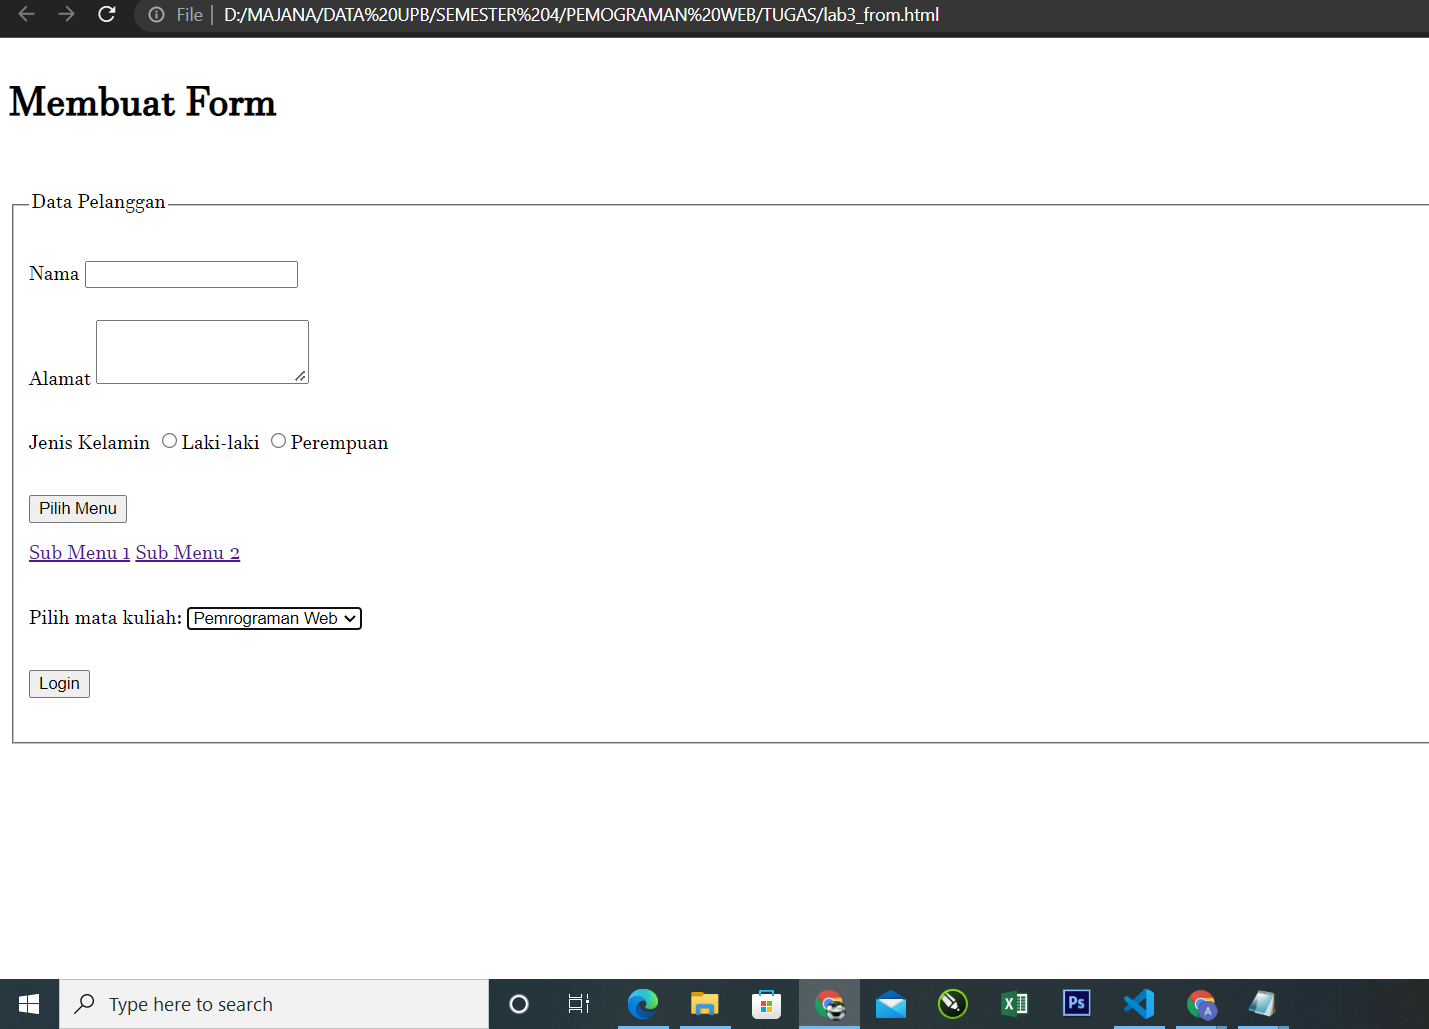 File | D:/MAJANA/DATA%20UPB/SEMESTER%204/PEMOGRAMAN%20WEB/TUGAS/lab3_from.html
Membuat Form
Data Pelanggan
Nama
Alamat
Jenis Kelamin Laki-laki Perempuan
Pilih Menu
Sub Menu 1 Sub Menu 2
Pilih mata kuliah: Pemrograman Web
Login
Type here to search
Ps
A